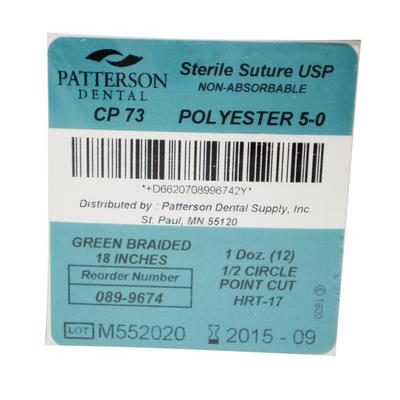 PATTERSON
DENTAL
Sterile Suture USP
NON-ABSORBABLE
CP 73
POLYESTER 5-0
*+D6620708996742Y*
Distributed by : Patterson Dental Supply, Inc.
St. Paul, MN 55120
GREEN BRAIDED
18 INCHES
Reorder Number
089-9674
1 Doz. (12)
1/2 CIRCLE
POINT CUT
HRT-17
LOT M552020
2015 - 09